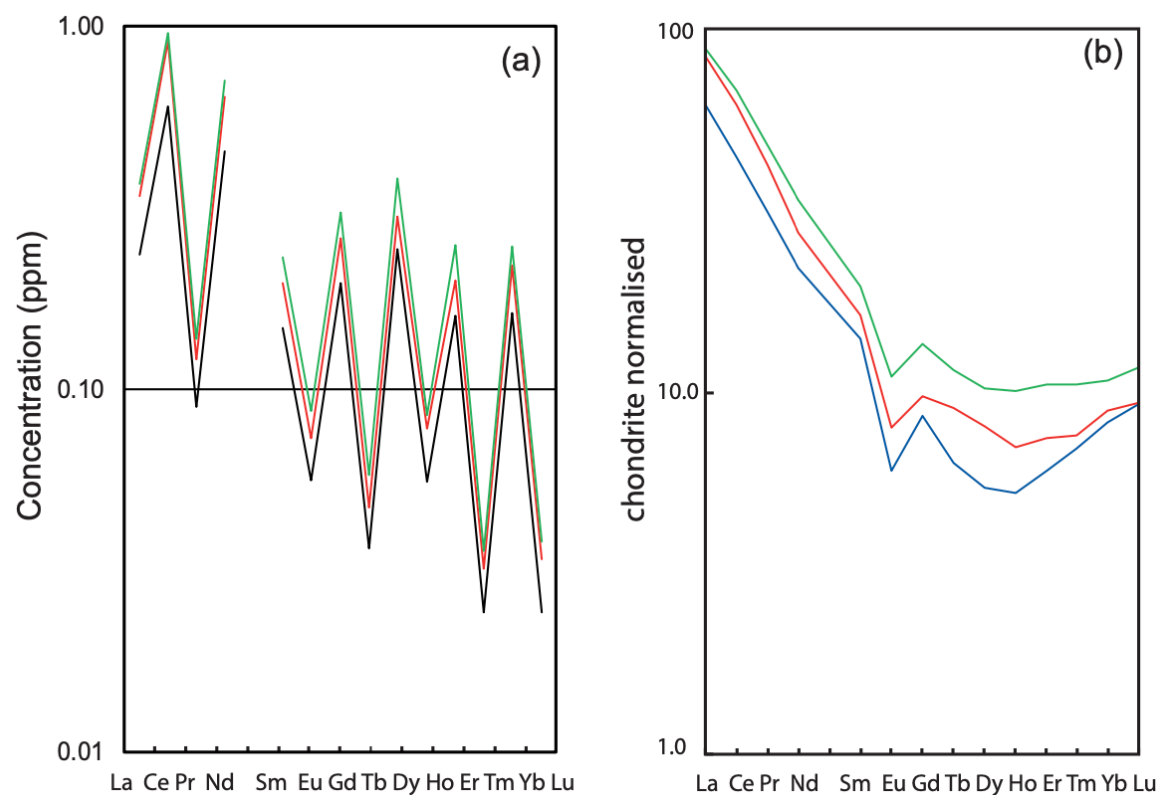 1.00
(a)
0.10
0.01
Concentration (ppm)
La Ce Pr Nd Sm Eu Gd Tb Dy Ho Er Tm Yb Lu
100
(b)
10.0
1.0
chondrite normalised
La Ce Pr Nd Sm Eu Gd Tb Dy Ho Er Tm Yb Lu